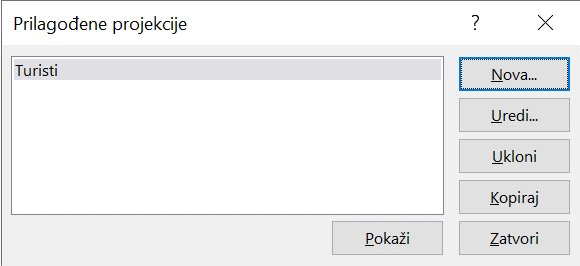 Prilagođene projekcije
?
Turisti
Nova...
Uredi...
Ukloni
Kopiraj
Pokaži
Zatvori